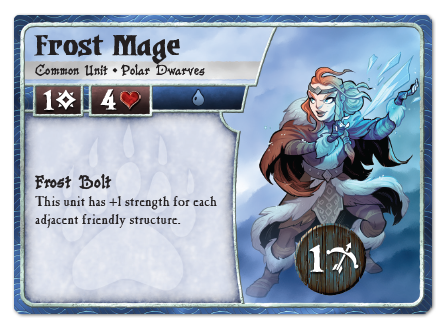 Frost Mage
Common Unit • Polar Dwarves
1 4
Frost Bolt
This unit has +1 strength for each
adjacent friendly structure.
1